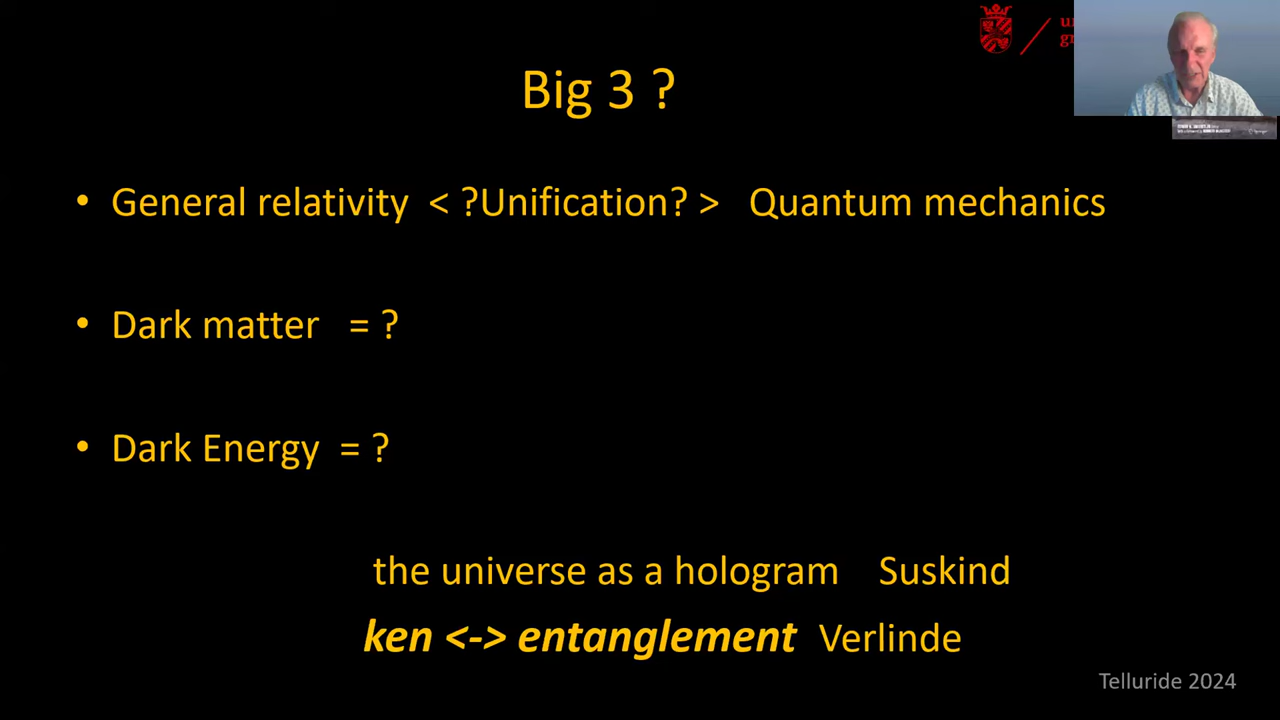 Big 3 ?
• General relativity < ?Unification? > Quantum mechanics
• Dark matter = ?
• Dark Energy = ?
the universe as a hologram Suskind
ken <-> entanglement Verlinde
Telluride 2024